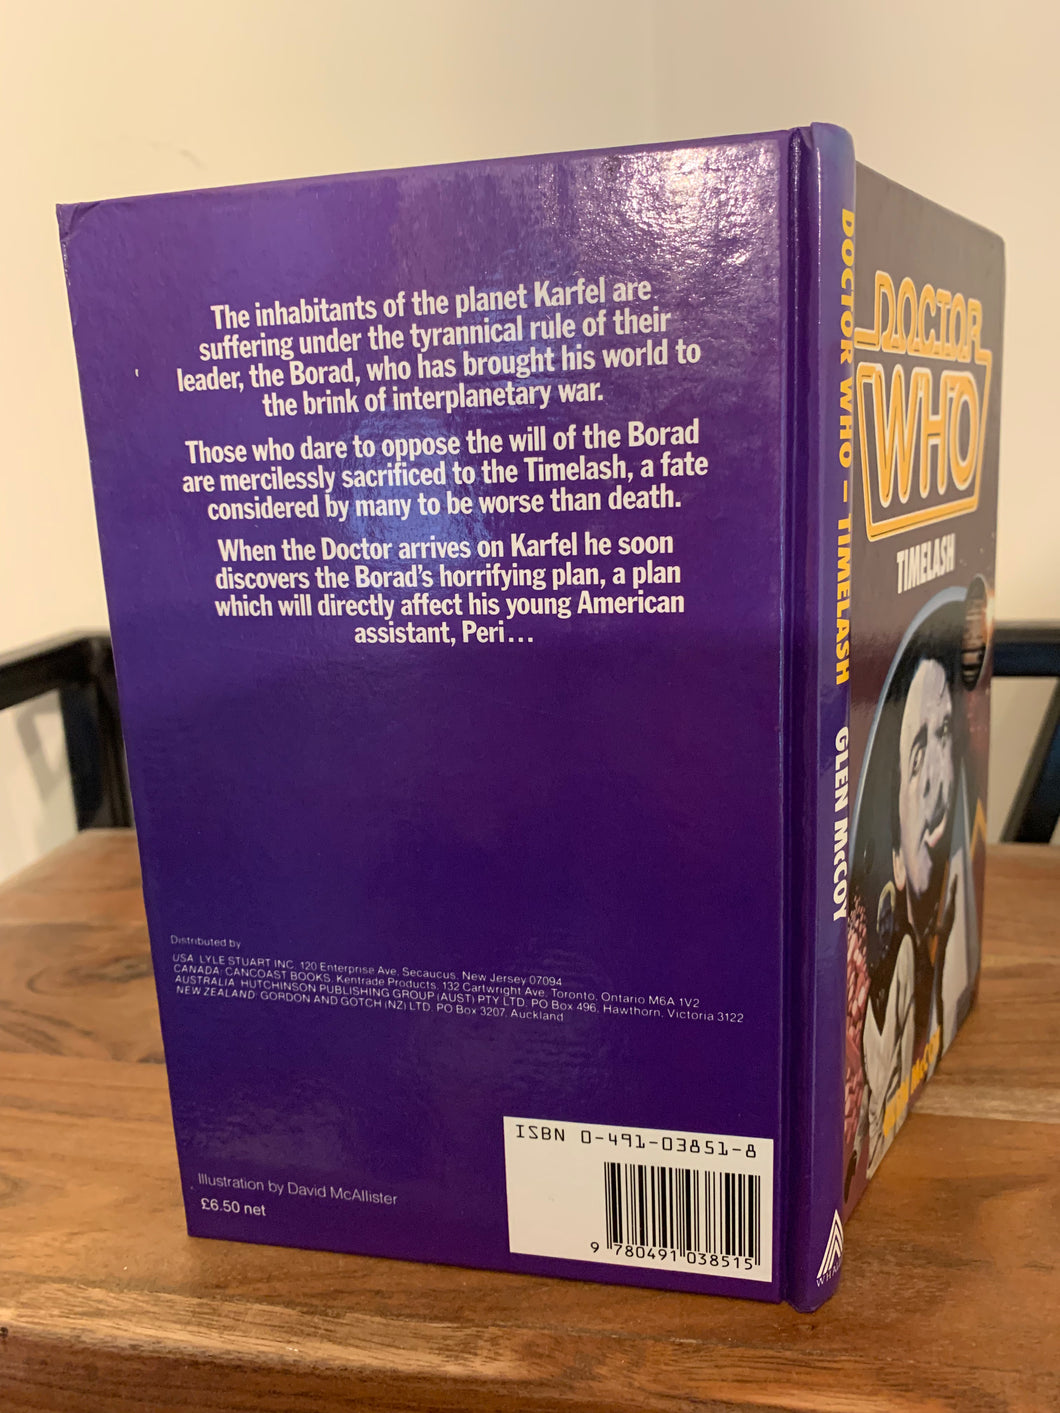 The inhabitants of the planet Karfel are
suffering under the tyrannical rule of their
leader, the Borad, who has brought his world to
the brink of interplanetary war.
Those who dare to oppose the will of the Borad
are mercilessly sacrificed to the Timelash, a fate
considered by many to be worse than death.
When the Doctor arrives on Karfel he soon
discovers the Borad's horrifying plan, a plan
which will directly affect his young American
assistant, Peri...
Distributed by
USA LYLE STUART INC. 120 Enterprise Ave. Secaucus, New Jersey 07094
CANADA: CANCOAST BOOKS, Kentrade Products, 132 Cartwright Ave. Toronto, Ontario M6A 1V2
AUSTRALIA: HUTCHINSON PUBLISHING GROUP (AUST) PTY LTD. PO Box 496, Hawthorn, Victoria 3122
NEW ZEALAND: GORDON AND GOTCH (NZ) LTD. PO Box 3207, Auckland
Illustration by David McAllister
£6.50 net
ISBN 0-491-03851-8
9 780491 038515
DOCTOR WHO – TIMELASH GLEN McCOY
DOCTOR
WHO
TIMELASH
McCOY